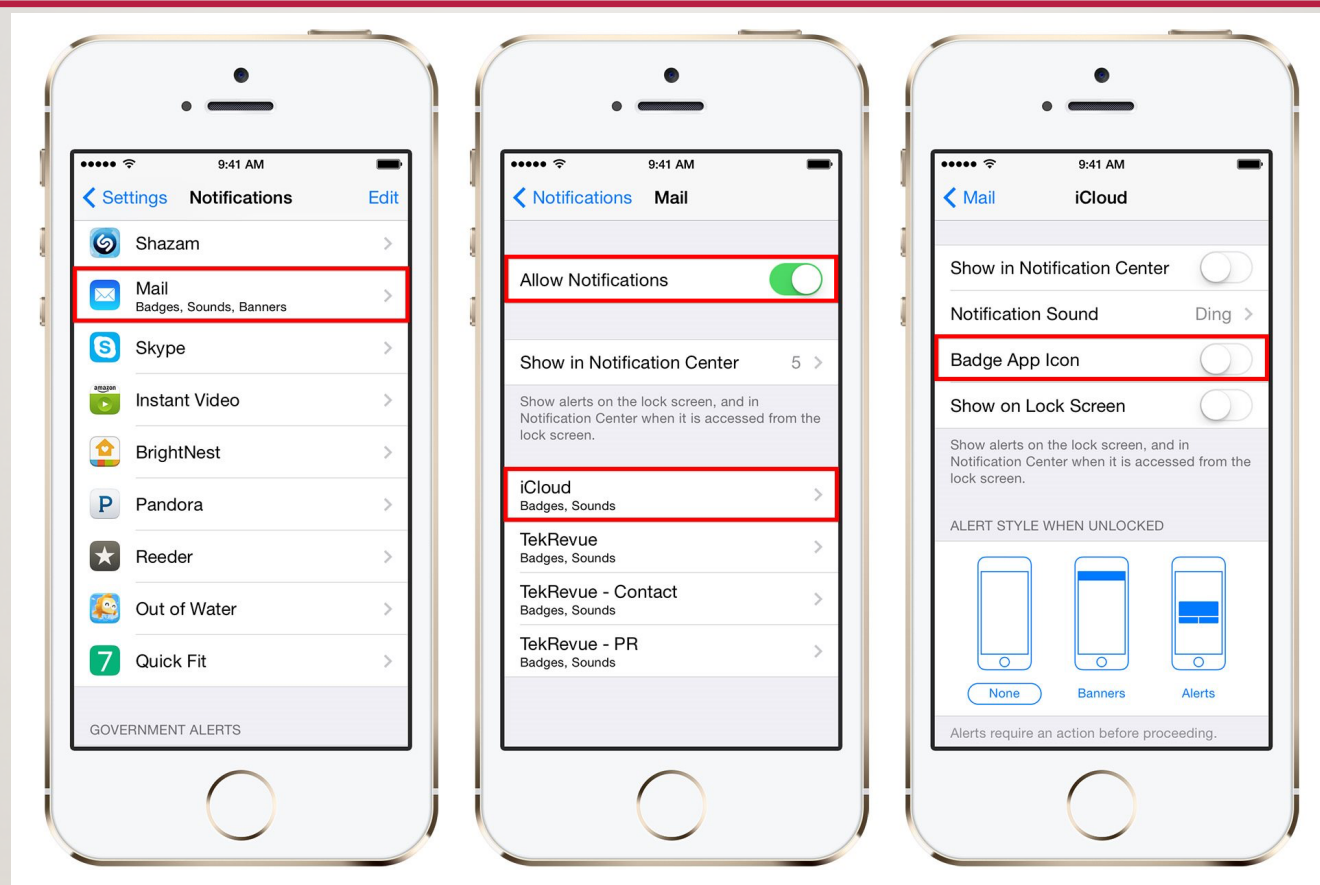 9:41 AM
Settings Notifications Edit
Shazam
Mail
Badges, Sounds, Banners
Skype
amazon
Instant Video
BrightNest
P Pandora
Reeder
Out of Water
7 Quick Fit
GOVERNMENT ALERTS
9:41 AM
Notifications Mail
Allow Notifications
Show in Notification Center 5
Show alerts on the lock screen, and in
Notification Center when it is accessed from the
lock screen.
iCloud
Badges, Sounds
TekRevue
Badges, Sounds
TekRevue - Contact
Badges, Sounds
TekRevue - PR
Badges, Sounds
9:41 AM
Mail iCloud
Show in Notification Center
Notification Sound Ding
Badge App Icon
Show on Lock Screen
Show alerts on the lock screen, and in
Notification Center when it is accessed from the
lock screen.
ALERT STYLE WHEN UNLOCKED
None Banners Alerts
Alerts require an action before proceeding.